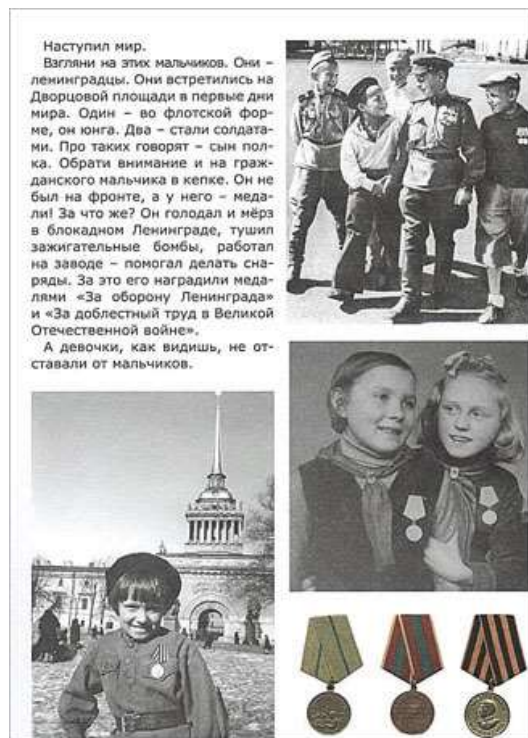 Наступил мир.
Взгляни на этих мальчиков. Они –
ленинградцы. Они встретились на
Дворцовой площади в первые дни
мира. Один – во флотской фор-
ме, он юнга. Два – стали солдата-
ми. Про таких говорят – сын пол-
ка. Обрати внимание и на граж-
данского мальчика в кепке. Он не
был на фронте, а у него – меда-
ли! За что же? Он голодал и мёрз
в блокадном Ленинграде, тушил
зажигательные бомбы, работал
на заводе – помогал делать сна-
ряды. За это его наградили меда-
лями «За оборону Ленинграда»
и «За доблестный труд в Великой
Отечественной войне».
А девочки, как видишь, не от-
ставали от мальчиков.